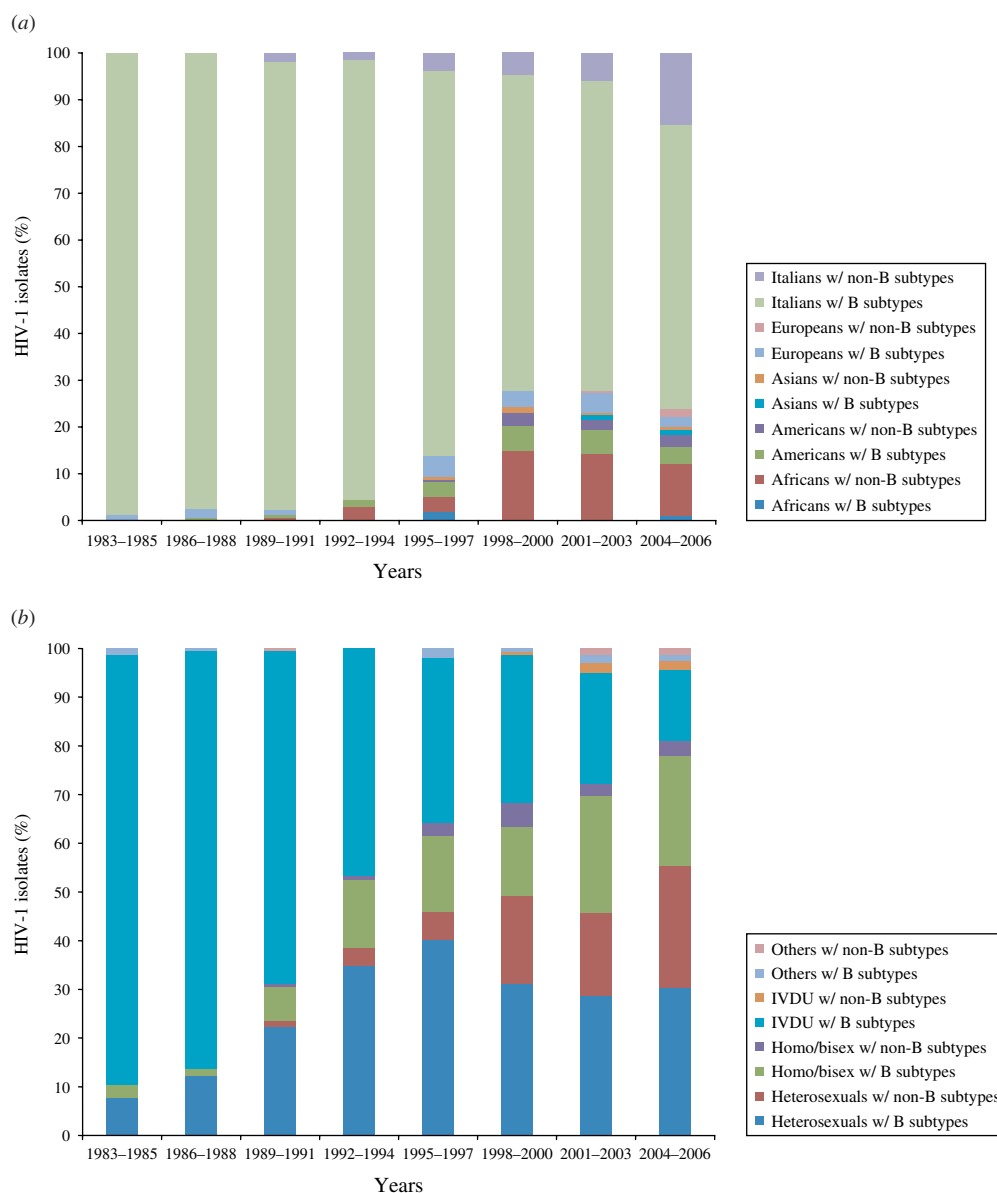 (a)
100
90
80
70
60
50
40
30
20
10
0
HIV-1 isolates (%)
1983–1985 1986–1988 1989–1991 1992–1994 1995–1997 1998–2000 2001–2003 2004–2006
Years
Italians w/ non-B subtypes
Italians w/ B subtypes
Europeans w/ non-B subtypes
Europeans w/ B subtypes
Asians w/ non-B subtypes
Asians w/ B subtypes
Americans w/ non-B subtypes
Americans w/ B subtypes
Africans w/ non-B subtypes
Africans w/ B subtypes
(b)
100
90
80
70
60
50
40
30
20
10
0
HIV-1 isolates (%)
1983–1985 1986–1988 1989–1991 1992–1994 1995–1997 1998–2000 2001–2003 2004–2006
Years
Others w/ non-B subtypes
Others w/ B subtypes
IVDU w/ non-B subtypes
IVDU w/ B subtypes
Homo/bisex w/ non-B subtypes
Homo/bisex w/ B subtypes
Heterosexuals w/ non-B subtypes
Heterosexuals w/ B subtypes